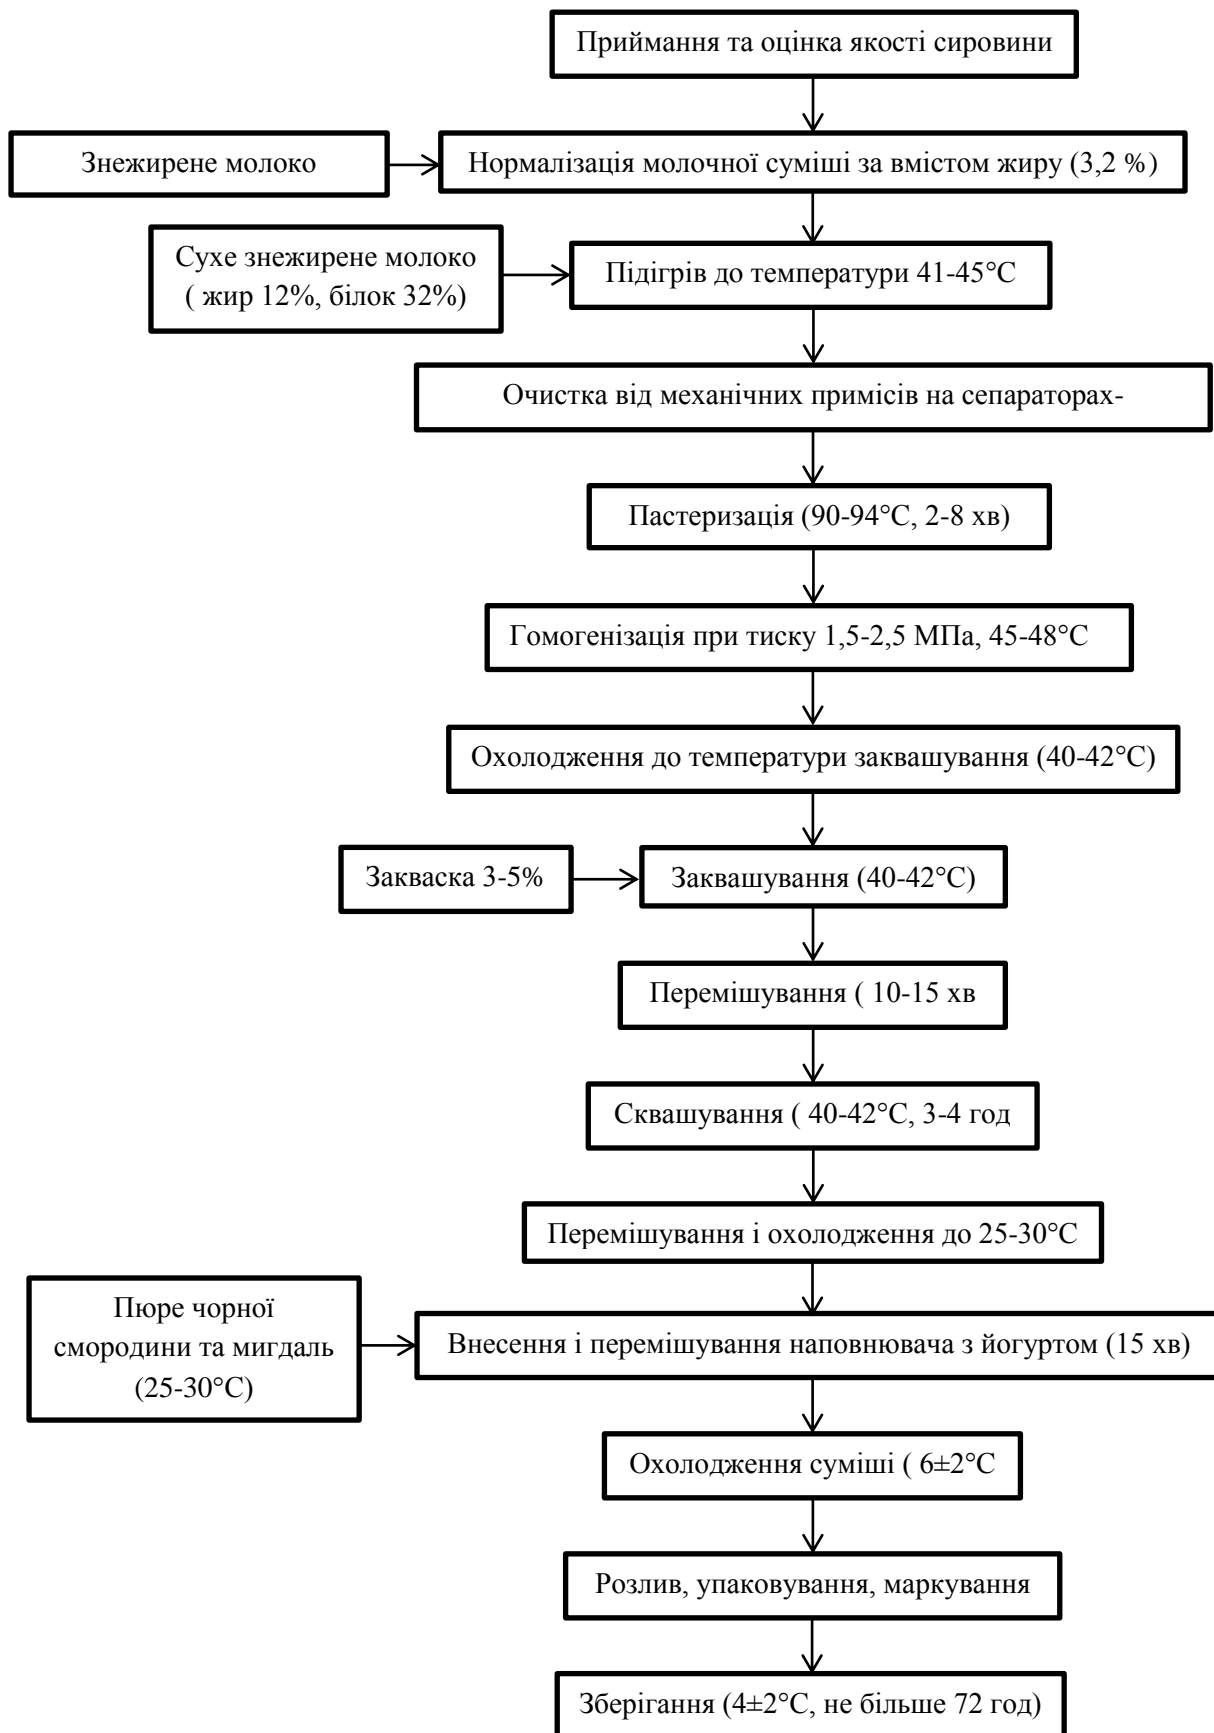 Приймання та оцінка якості сировини
Знежирене молоко
Нормалізація молочної суміші за вмістом жиру (3,2 %)
Сухе знежирене молоко
( жир 12%, білок 32%)
Підігрів до температури 41-45°С
Очистка від механічних примісів на сепараторах-
Пастеризація (90-94°С, 2-8 хв)
Гомогенізація при тиску 1,5-2,5 МПа, 45-48°С
Охолодження до температури заквашування (40-42°С)
Закваска 3-5%
Заквашування (40-42°С)
Перемішування ( 10-15 хв
Сквашування ( 40-42°С, 3-4 год
Перемішування і охолодження до 25-30°С
Пюре чорної
смородини та мигдаль
(25-30°С)
Внесення і перемішування наповнювача з йогуртом (15 хв)
Охолодження суміші ( 6±2°С
Розлив, упаковування, маркування
Зберігання (4±2°С, не більше 72 год)